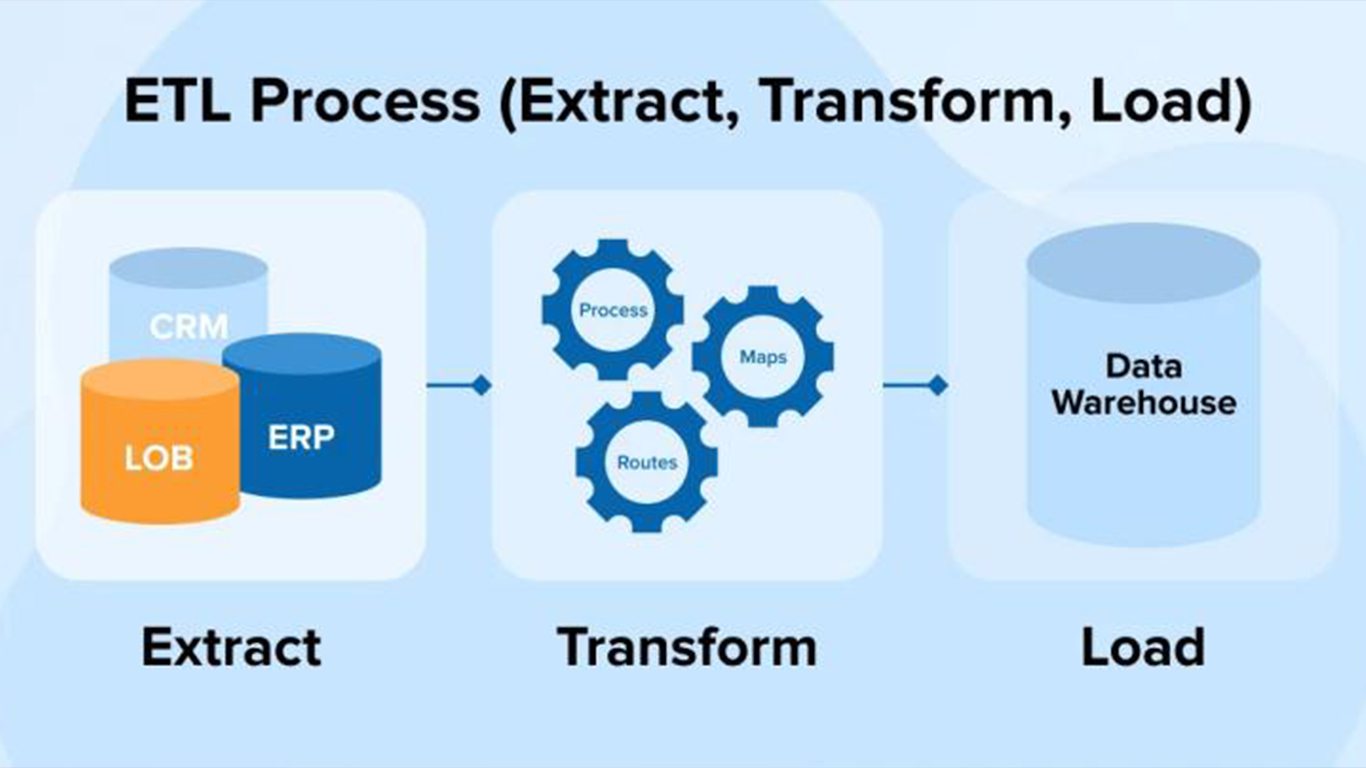 ETL Process (Extract, Transform, Load)
CRM
LOB
ERP
Process
Maps
Routes
Data
Warehouse
Extract
Transform
Load